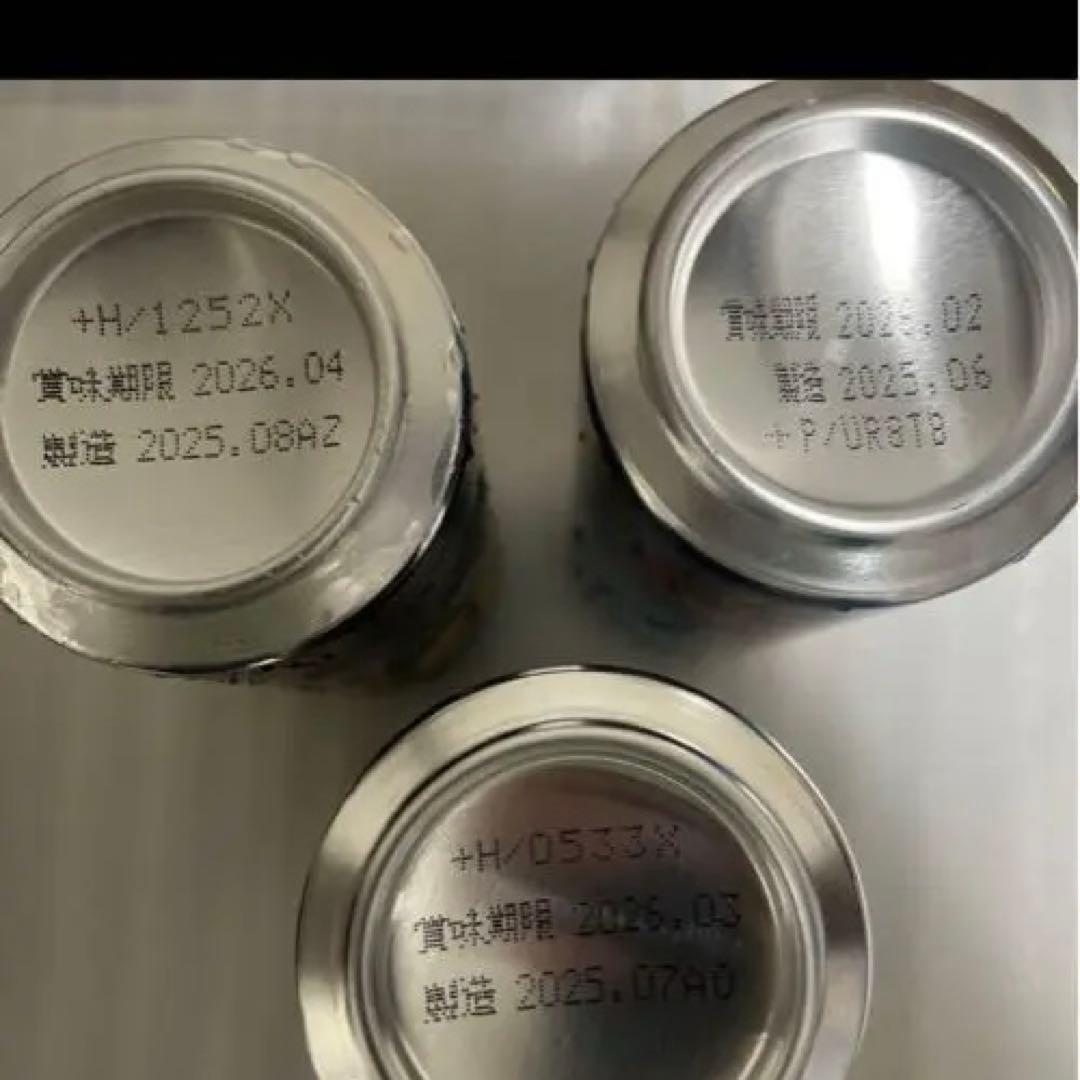 +H/1252X
賞味期限 2026.04
製造 2025.08AZ
賞味期限 2026.02
製造 2025.06
+P/UR8T8
+H/0533X
賞味期限 2026.03
製造 2025.07A0